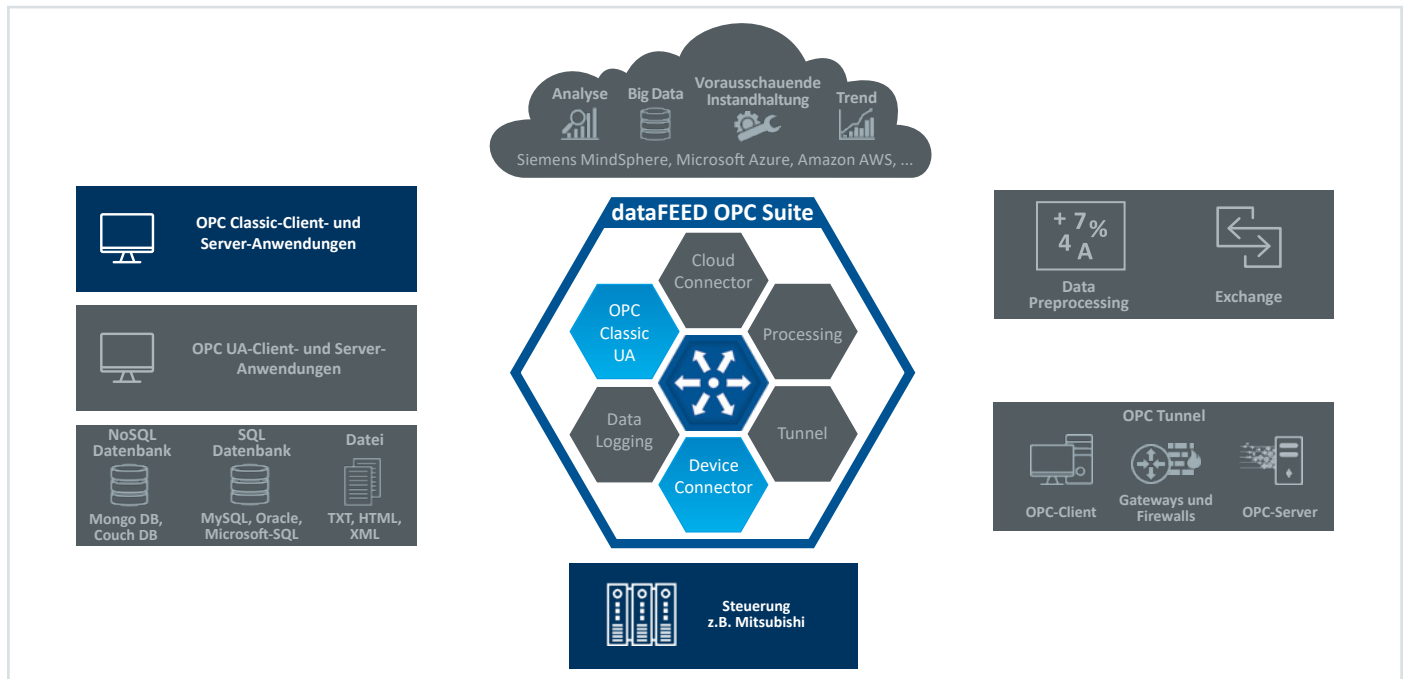 Analyse
Big Data
Vorausschauende
Instandhaltung
Trend
Siemens MindSphere, Microsoft Azure, Amazon AWS, ...
OPC Classic-Client- und
Server-Anwendungen
OPC UA-Client- und Server-
Anwendungen
NoSQL
Datenbank
SQL
Datenbank
Datei
Mongo DB,
Couch DB
MySQL, Oracle,
Microsoft-SQL
TXT, HTML,
XML
dataFEED OPC Suite
Cloud
Connector
OPC
Classic
UA
Processing
Data
Logging
Tunnel
Device
Connector
+ 7%
4 A
Data
Preprocessing
Exchange
OPC Tunnel
OPC-Client
Gateways und
Firewalls
OPC-Server
Steuerung
z.B. Mitsubishi